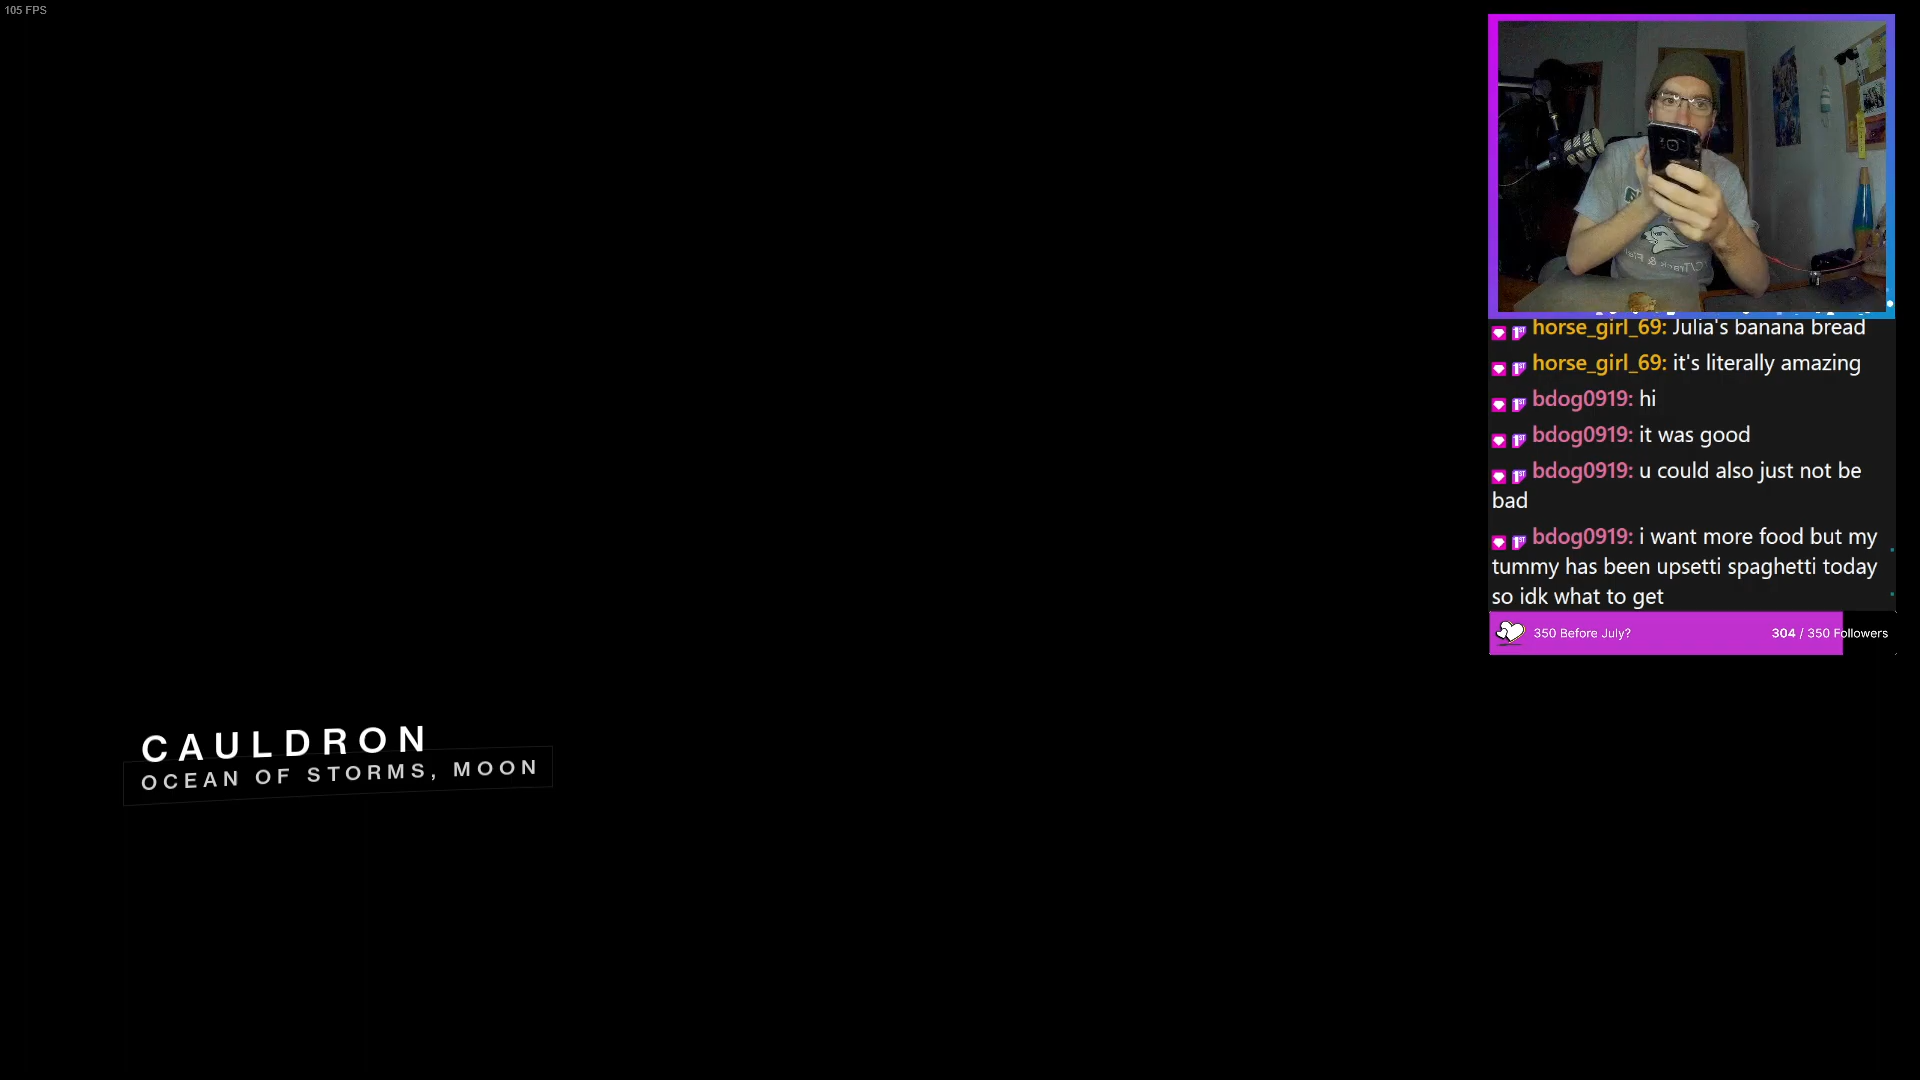 105 FPS
horse_girl_69: Julia's banana bread
horse_girl_69: it's literally amazing
bdog0919: hi
bdog0919: it was good
bdog0919: u could also just not be
bad
bdog0919: i want more food but my
tummy has been upsetti spaghetti today
so idk what to get
350 Before July?
304 / 350 Followers
CAULDRON
OCEAN OF STORMS, MOON